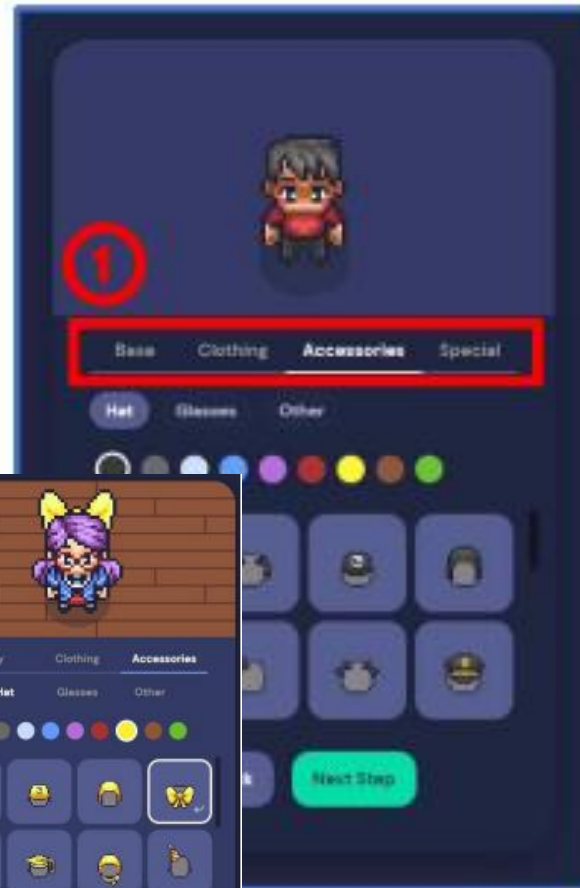 1
Base Clothing Accessories Special
Hat Glasses Other
Next Step
Clothing Accessories
Glasses Other